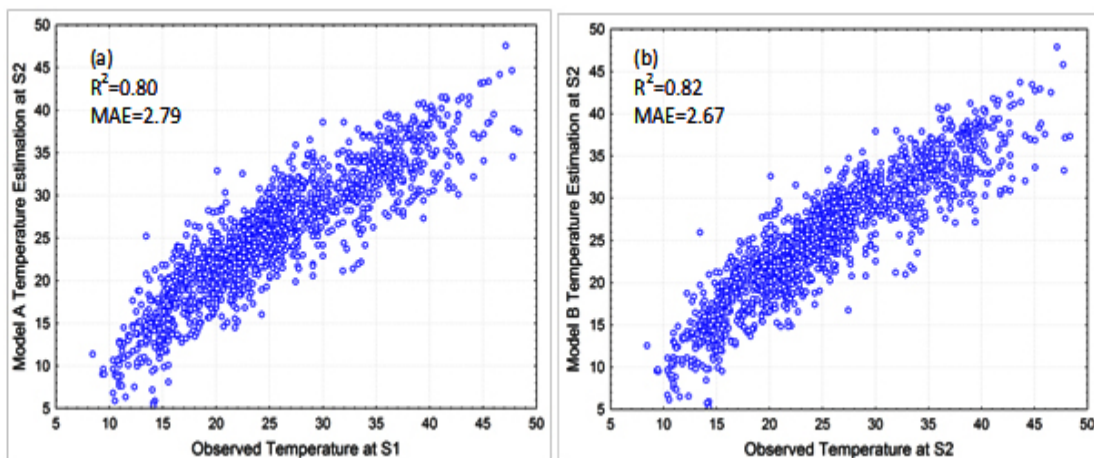 50
45
40
35
30
25
20
15
10
5
Model A Temperature Estimation at S2
(a)
R²=0.80
MAE=2.79
5 10 15 20 25 30 35 40 45 50
Observed Temperature at S1
50
45
40
35
30
25
20
15
10
5
Model B Temperature Estimation at S2
(b)
R²=0.82
MAE=2.67
5 10 15 20 25 30 35 40 45 50
Observed Temperature at S2